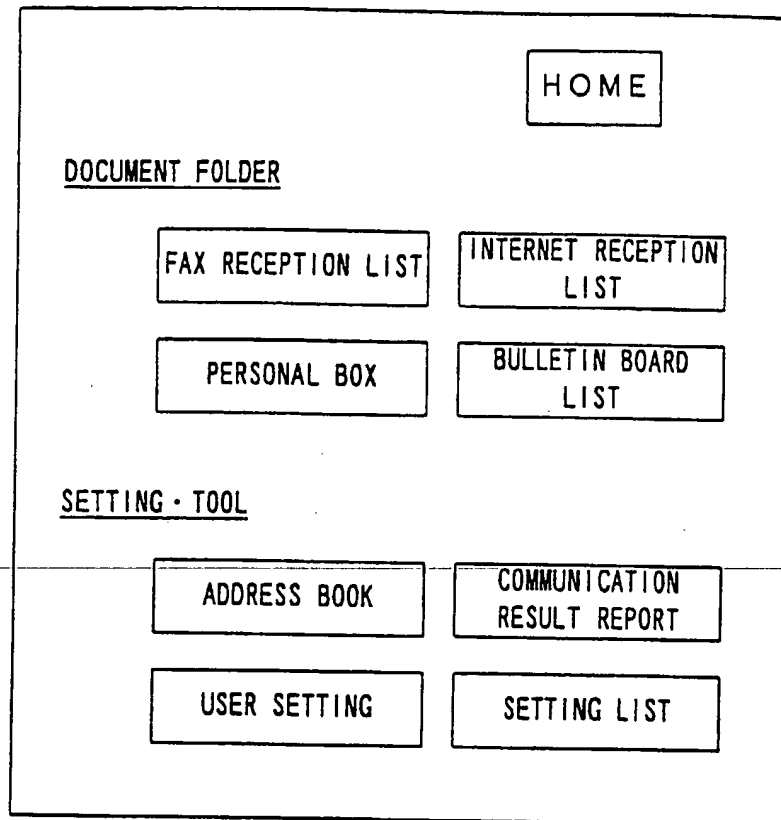 HOME
DOCUMENT FOLDER
FAX RECEPTION LIST
INTERNET RECEPTION
LIST
PERSONAL BOX
BULLETIN BOARD
LIST
SETTING・TOOL
ADDRESS BOOK
COMMUNICATION
RESULT REPORT
USER SETTING
SETTING LIST